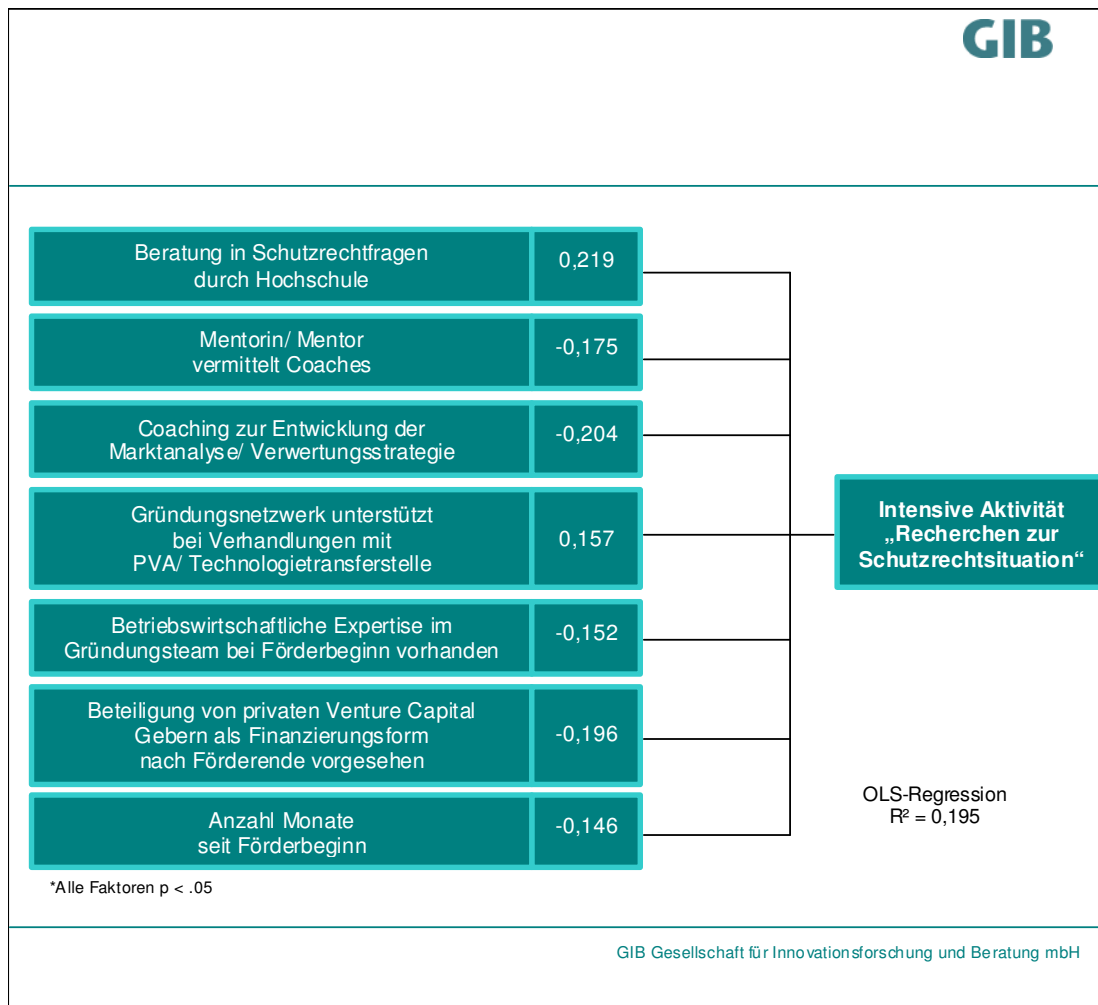 GIB
Beratung in Schutzrechtfragen
durch Hochschule
0,219
Mentorin/ Mentor
vermittelt Coaches
-0,175
Coaching zur Entwicklung der
Marktanalyse/ Verwertungsstrategie
-0,204
Gründungsnetzwerk unterstützt
bei Verhandlungen mit
PVA/ Technologietransferstelle
0,157
Betriebswirtschaftliche Expertise im
Gründungsteam bei Förderbeginn vorhanden
-0,152
Beteiligung von privaten Venture Capital
Gebern als Finanzierungsform
nach Förderende vorgesehen
-0,196
Anzahl Monate
seit Förderbeginn
-0,146
Intensive Aktivität
„Recherchen zur
Schutzrechtsituation“
OLS-Regression
R² = 0,195
*Alle Faktoren p < .05
GIB Gesellschaft für Innovationsforschung und Beratung mbH